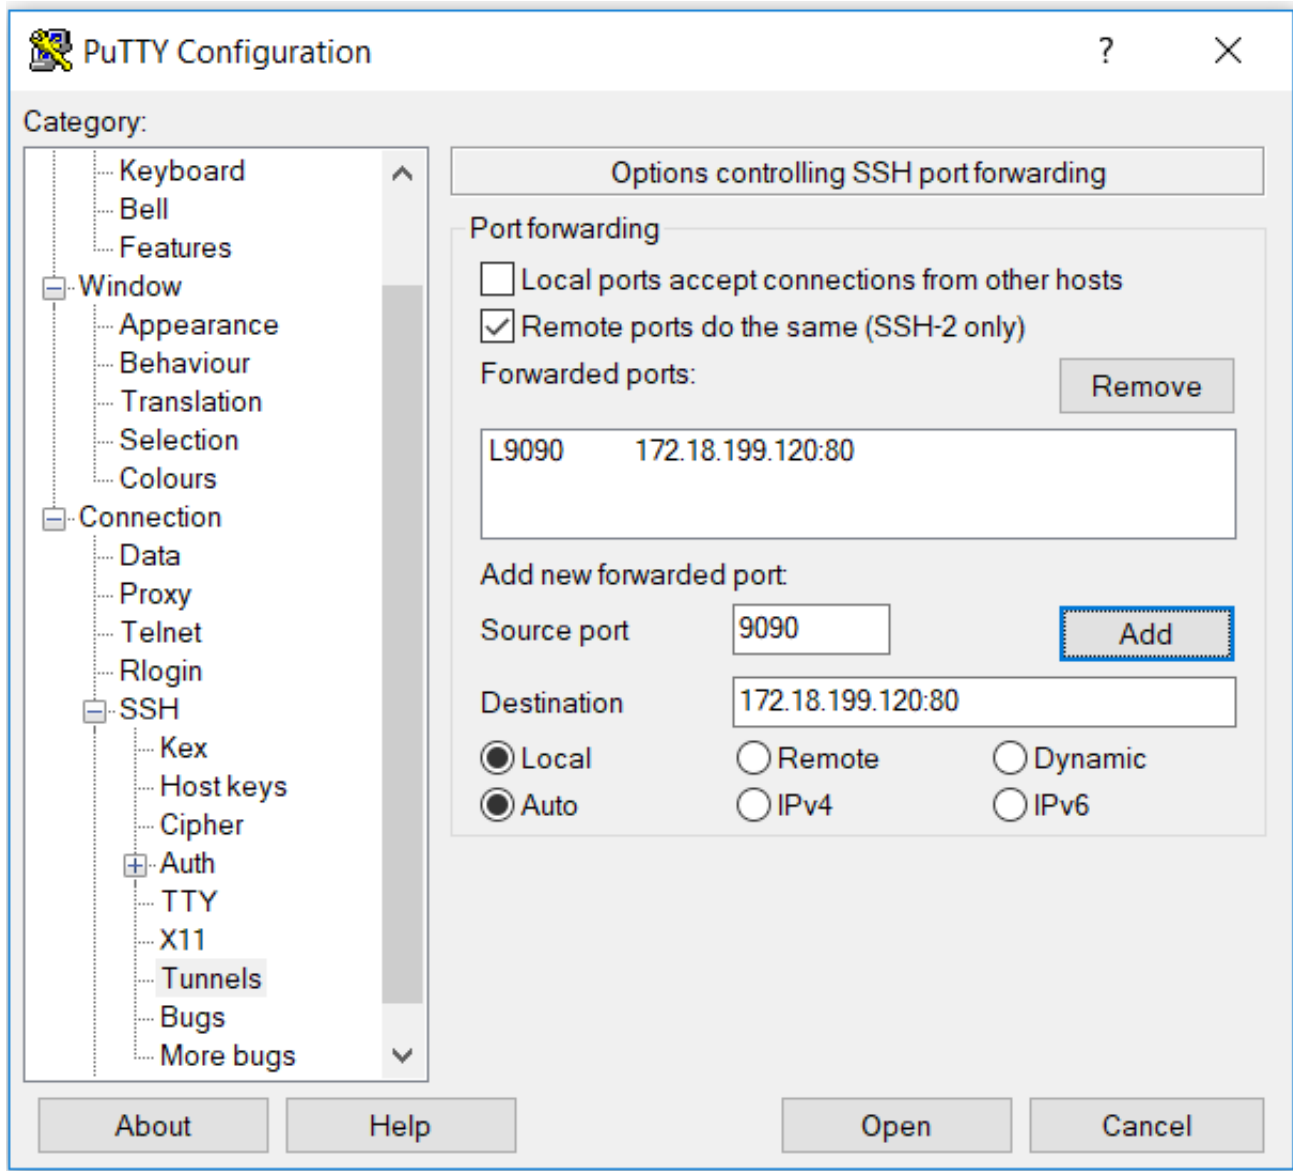 PuTTY Configuration
?
Category:
Keyboard
Bell
Features
Window
Appearance
Behaviour
Translation
Selection
Colours
Connection
Data
Proxy
Telnet
Rlogin
SSH
Kex
Host keys
Cipher
Auth
TTY
X11
Tunnels
Bugs
More bugs
Options controlling SSH port forwarding
Port forwarding
Local ports accept connections from other hosts
Remote ports do the same (SSH-2 only)
Forwarded ports:
Remove
L9090 172.18.199.120:80
Add new forwarded port:
Source port 9090 Add
Destination 172.18.199.120:80
Local Remote Dynamic
Auto IPv4 IPv6
About Help Open Cancel